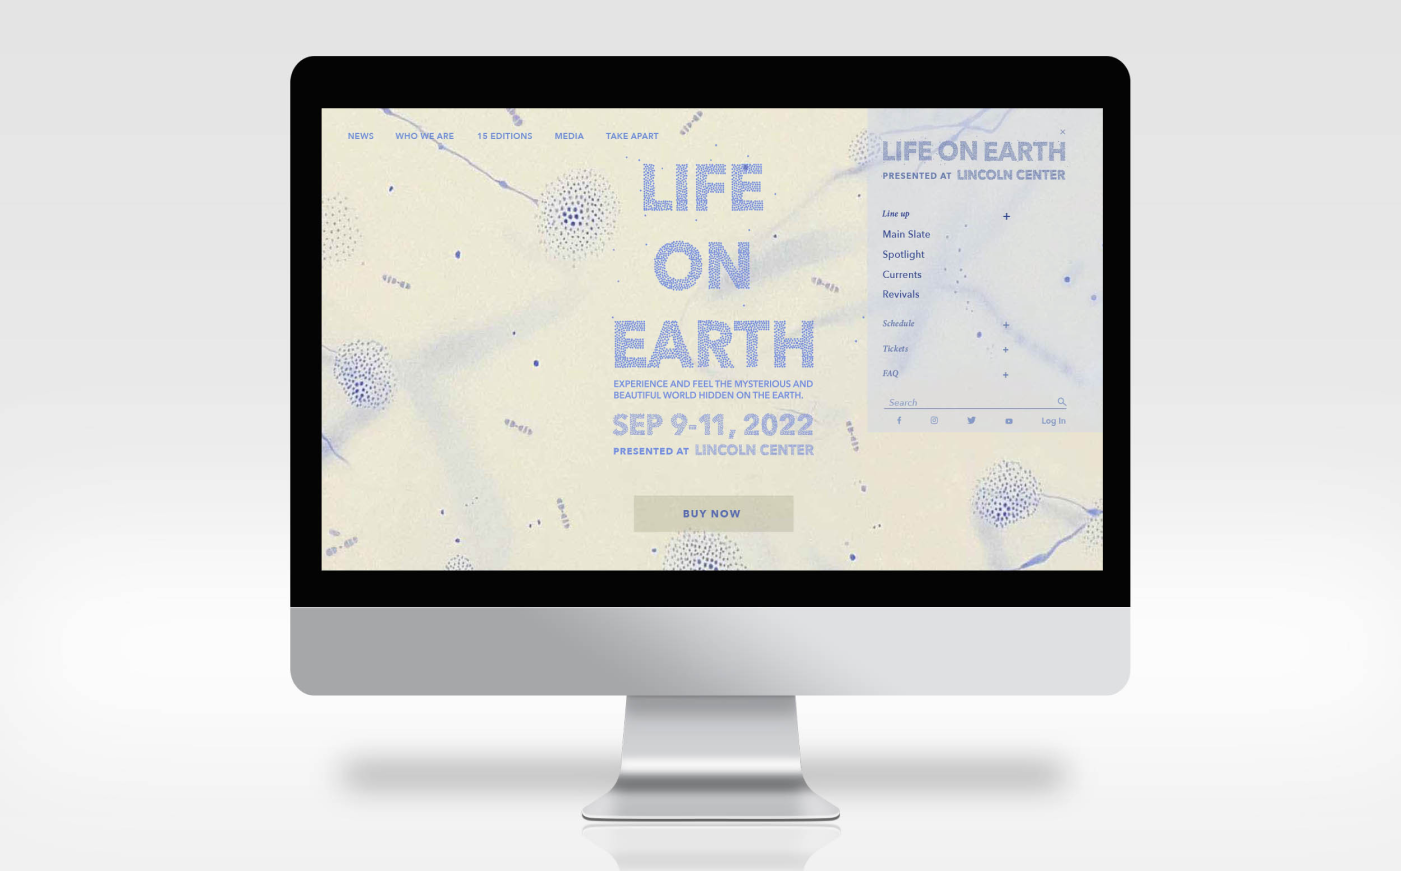 NEWS WHO WE ARE 15 EDITIONS MEDIA TAKE APART
LIFE
ON
EARTH
EXPERIENCE AND FEEL THE MYSTERIOUS AND
BEAUTIFUL WORLD HIDDEN ON THE EARTH.
SEP 9-11, 2022
PRESENTED AT LINCOLN CENTER
BUY NOW
×
LIFE ON EARTH
PRESENTED AT LINCOLN CENTER
Line up +
Main Slate
Spotlight
Currents
Revivals
Schedule +
Tickets +
FAQ +
Search
Log In